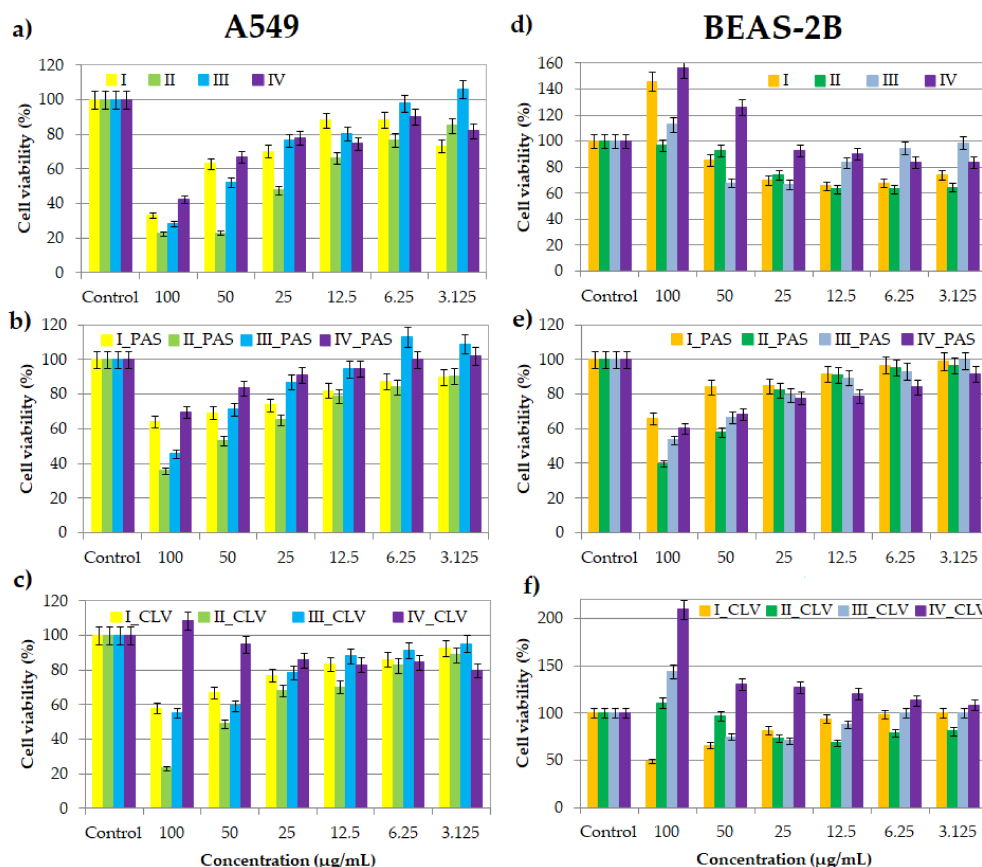 A549
a)
I II III IV
Cell viability (%)
120
100
80
60
40
20
0
Control 100 50 25 12.5 6.25 3.125
b)
I_PAS II_PAS III_PAS IV_PAS
Cell viability (%)
120
100
80
60
40
20
0
Control 100 50 25 12.5 6.25 3.125
c)
I_CLV II_CLV III_CLV IV_CLV
Cell viability (%)
120
100
80
60
40
20
0
Control 100 50 25 12.5 6.25 3.125
Concentration (µg/mL)
BEAS-2B
d)
I II III IV
Cell viability (%)
160
140
120
100
80
60
40
20
0
Control 100 50 25 12.5 6.25 3.125
e)
I_PAS II_PAS III_PAS IV_PAS
Cell viability (%)
120
100
80
60
40
20
0
Control 100 50 25 12.5 6.25 3.125
f)
I_CLV II_CLV III_CLV IV_CLV
Cell viability (%)
200
150
100
50
0
Control 100 50 25 12.5 6.25 3.125
Concentration (µg/mL)